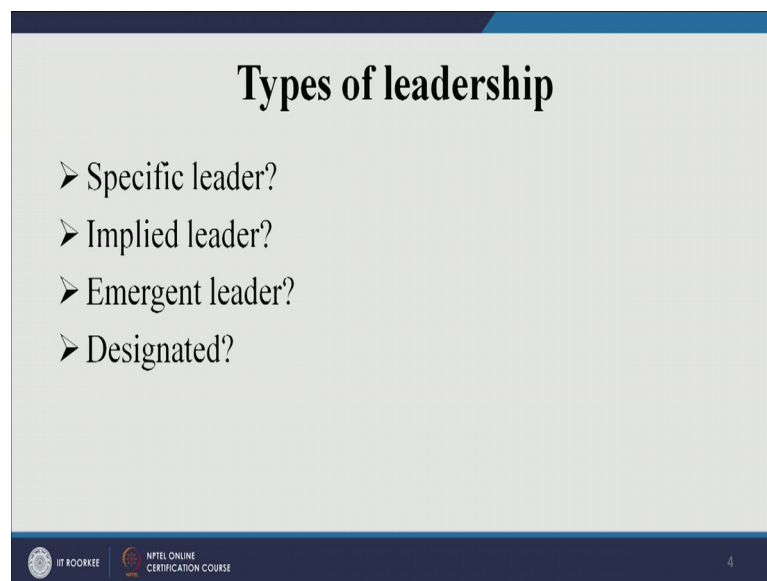 Types of leadership
➢ Specific leader?
➢ Implied leader?
➢ Emergent leader?
➢ Designated?
IIT ROORKEE
NPTEL ONLINE
CERTIFICATION COURSE
4